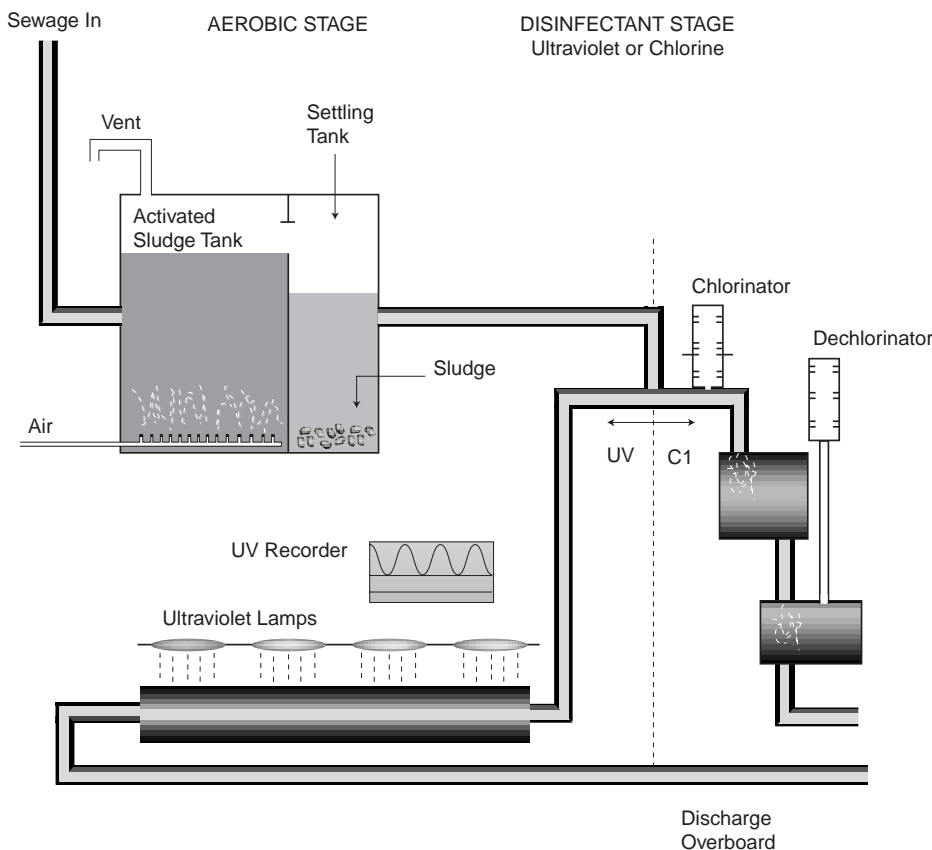 Sewage In
AEROBIC STAGE
DISINFECTANT STAGE
Ultraviolet or Chlorine
Vent
Settling
Tank
Activated
Sludge Tank
Chlorinator
Dechlorinator
Sludge
Air
UV
C1
UV Recorder
Ultraviolet Lamps
Discharge
Overboard